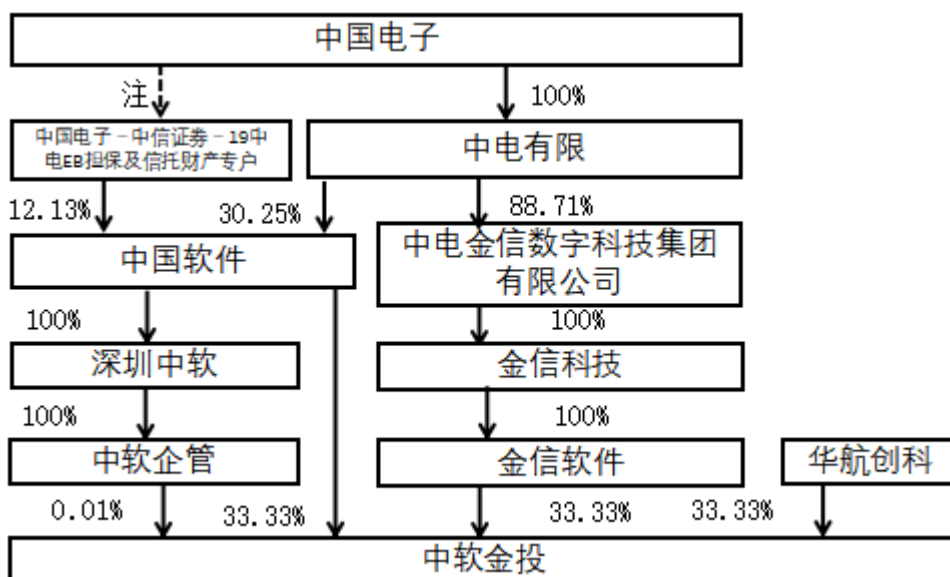 中国电子
注
100%
中国电子－中信证券－19中
电EB担保及信托财产专户
中电有限
12.13%
30.25%
88.71%
中国软件
中电金信数字科技集团
有限公司
100%
100%
深圳中软
金信科技
100%
100%
中软企管
金信软件
华航创科
0.01%
33.33%
33.33%
33.33%
中软金投